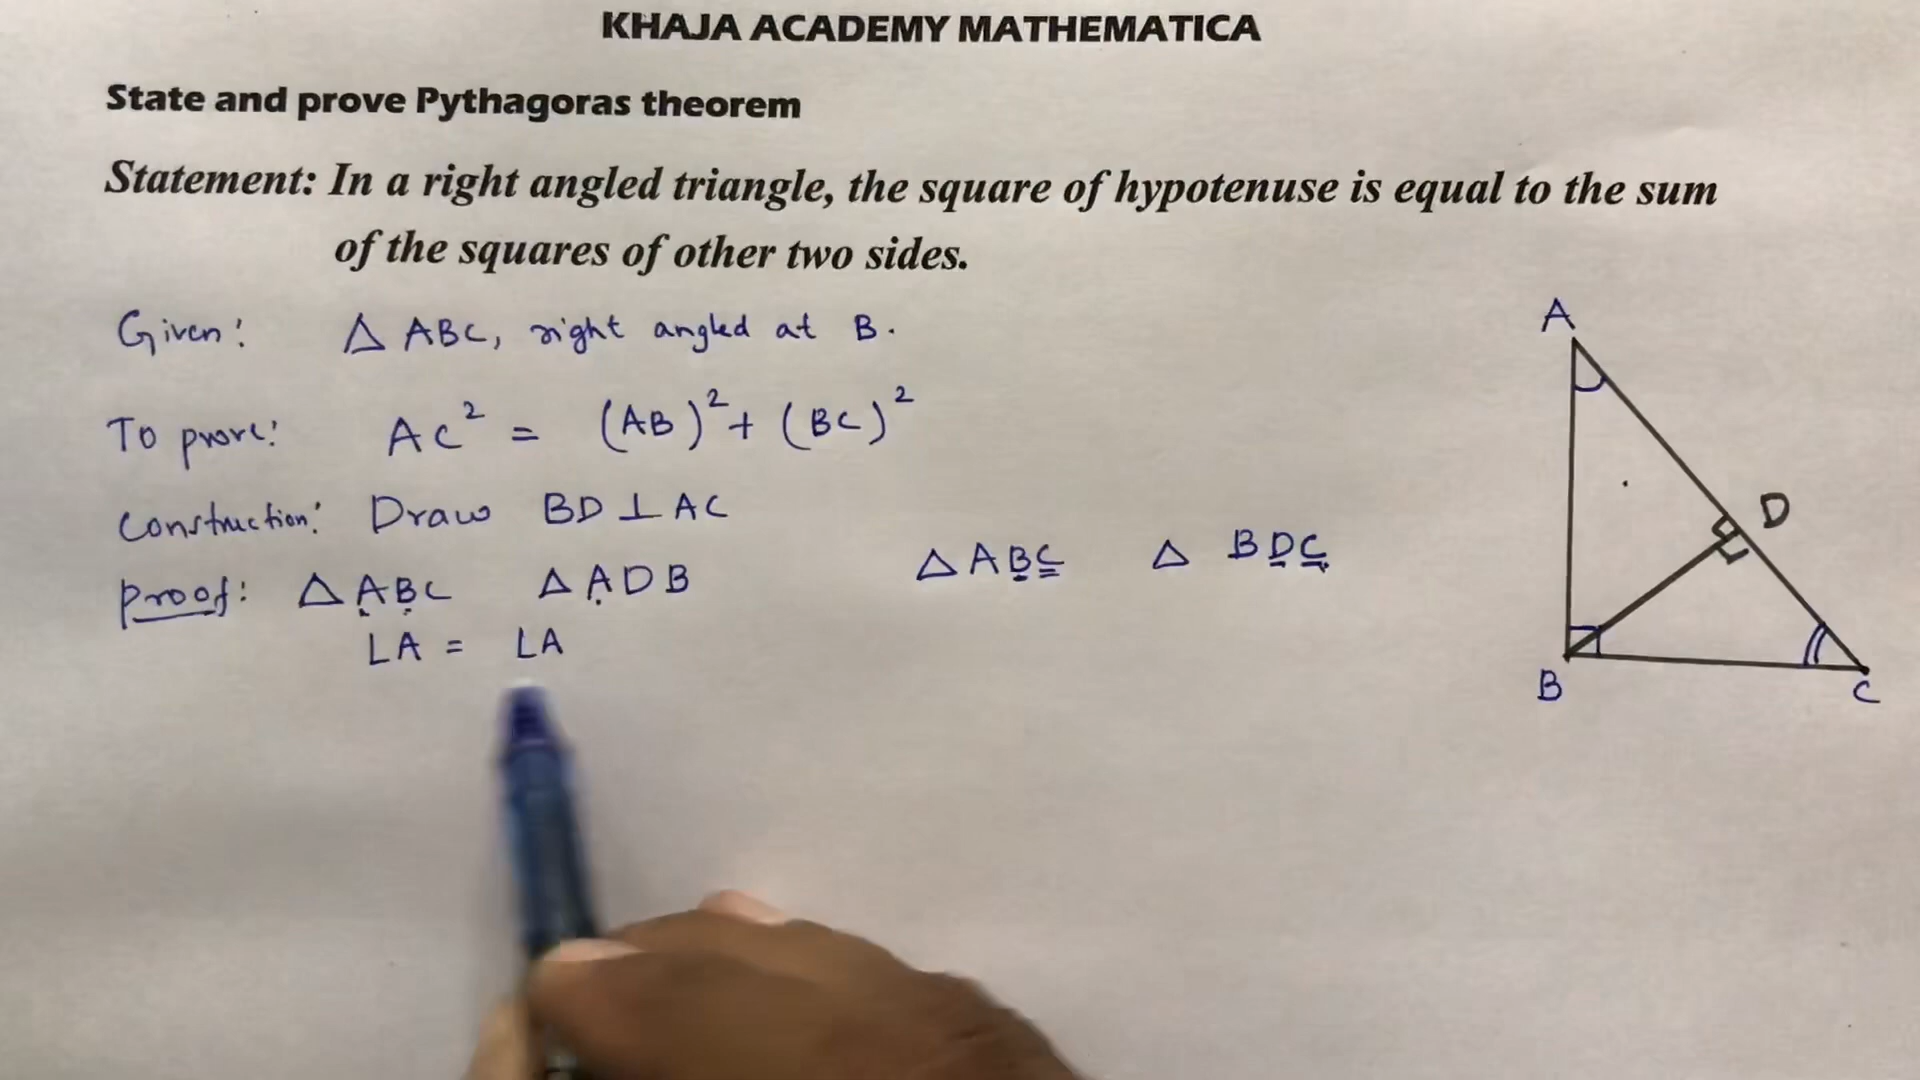 KHAJA ACADEMY MATHEMATICA
State and prove Pythagoras theorem
Statement: In a right angled triangle, the square of hypotenuse is equal to the sum
of the squares of other two sides.
Given: △ ABC, right angled at B.
To prove: AC² = (AB)² + (BC)²
Construction: Draw BD ⊥ AC
Proof: △ ABC △ ADB △ ABC △ BDC
∠A = ∠A
A
D
B
C